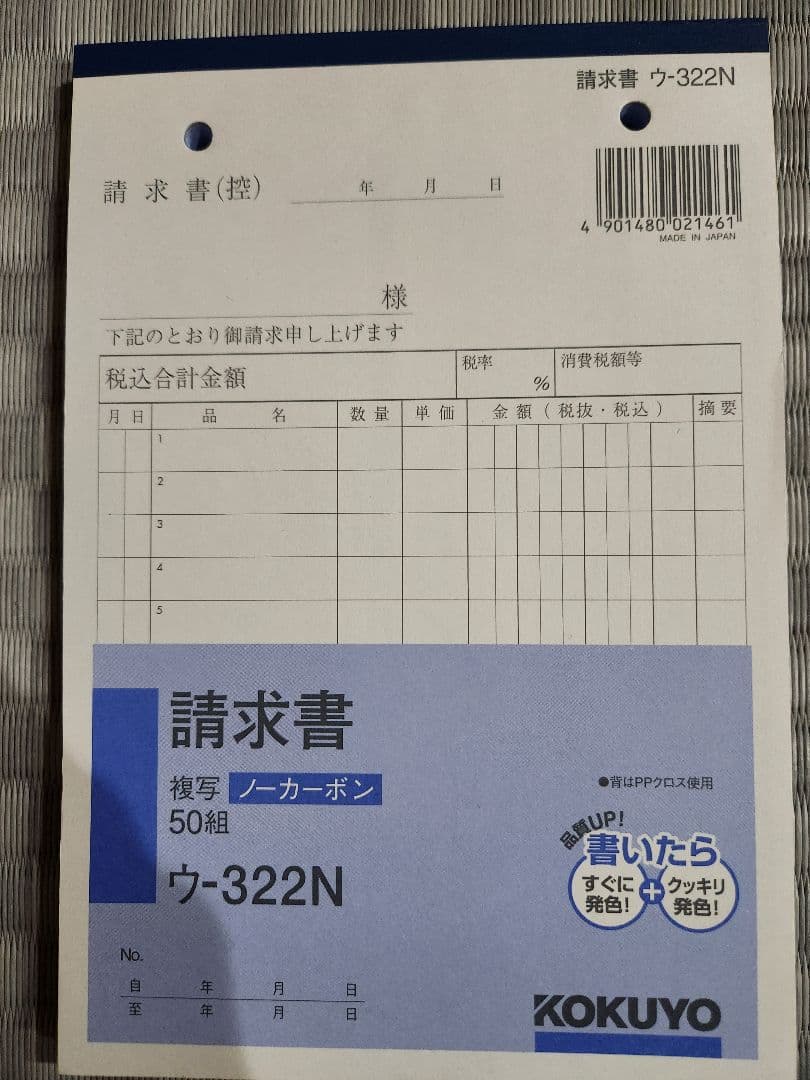 請求書 ウ-322N
請求書(控) 年 月 日
4 901480 021461
MADE IN JAPAN
様
下記のとおり御請求申し上げます
税込合計金額 税率 % 消費税額等
月 日 品 名 数量 単価 金額(税抜・税込) 摘要
1
2
3
4
5
請求書
複写 ノーカーボン
50組
ウ-322N
●背はPPクロス使用
品質UP!
書いたら
すぐに発色! + クッキリ発色!
No.
自 年 月 日
至 年 月 日
KOKUYO